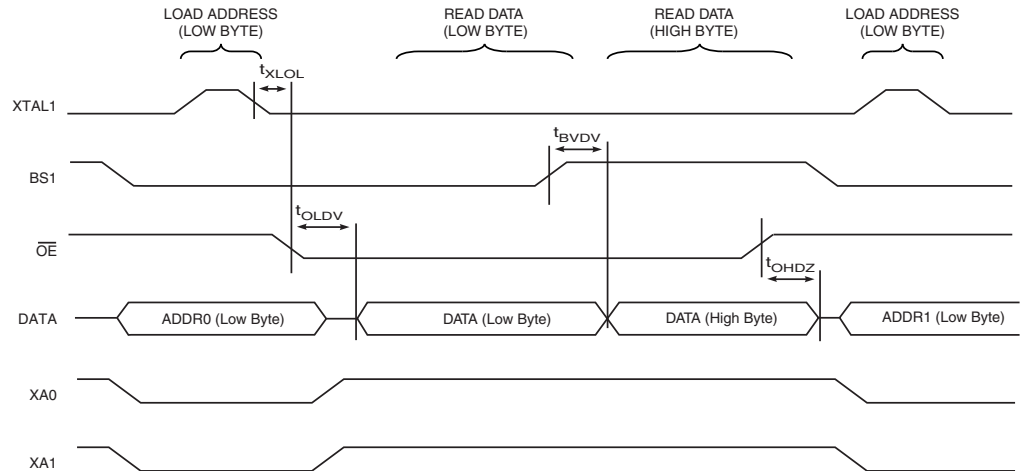 LOAD ADDRESS
(LOW BYTE)
READ DATA
(LOW BYTE)
READ DATA
(HIGH BYTE)
LOAD ADDRESS
(LOW BYTE)
tXLOL
XTAL1
tBVDV
BS1
tOLDV
OE
tOHDZ
DATA
ADDR0 (Low Byte)
DATA (Low Byte)
DATA (High Byte)
ADDR1 (Low Byte)
XA0
XA1